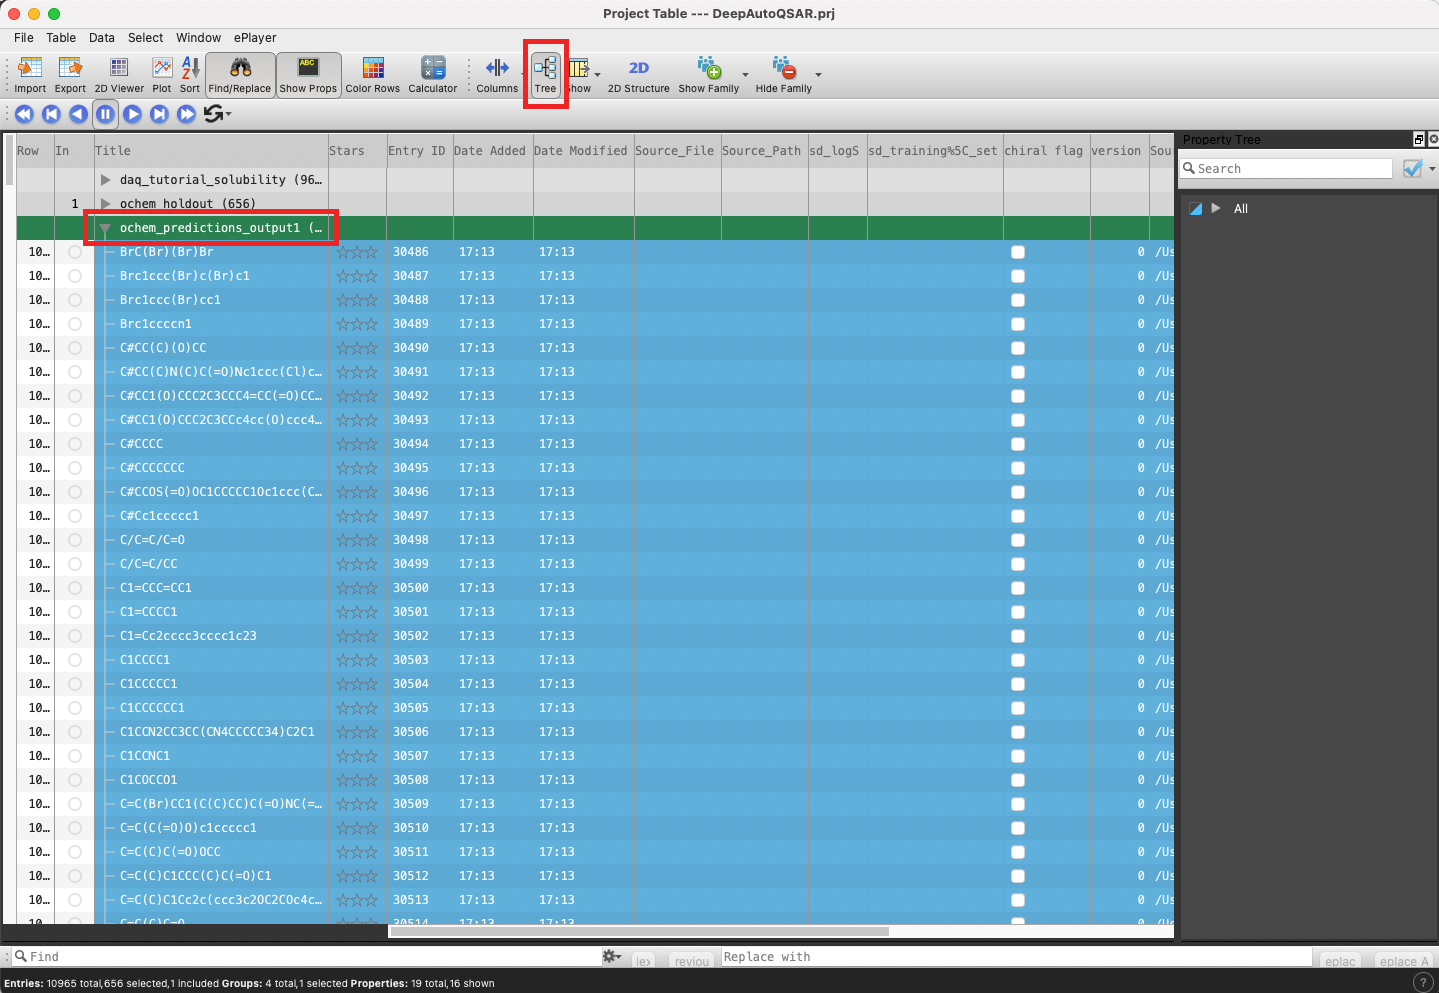 Project Table --- DeepAutoQSAR.prj
File Table Data Select Window ePlayer
ABC 2D
Import Export 2D Viewer Plot Sort Find/Replace Show Props Color Rows Calculator Columns Tree Show 2D Structure Show Family Hide Family
Row In Title Stars Entry ID Date Added Date Modified Source_File Source_Path sd_logS sd_training%5C_set chiral flag version Sou
Property Tree
Search
All
daq_tutorial_solubility (96…
1 ochem_holdout (656)
ochem_predictions_output1 (…
10… BrC(Br)(Br)Br 30486 17:13 17:13 0 /Us
10… Brc1ccc(Br)c(Br)c1 30487 17:13 17:13 0 /Us
10… Brc1ccc(Br)cc1 30488 17:13 17:13 0 /Us
10… Brc1ccccn1 30489 17:13 17:13 0 /Us
10… C#CC(C)(O)CC 30490 17:13 17:13 0 /Us
10… C#CC(C)N(C)C(=O)Nc1ccc(Cl)c… 30491 17:13 17:13 0 /Us
10… C#CC1(O)CCC2C3CCC4=CC(=O)CC… 30492 17:13 17:13 0 /Us
10… C#CC1(O)CCC2C3CCc4cc(O)ccc4… 30493 17:13 17:13 0 /Us
10… C#CCCC 30494 17:13 17:13 0 /Us
10… C#CCCCCCC 30495 17:13 17:13 0 /Us
10… C#CCOS(=O)OC1CCCCC1Oc1ccc(C… 30496 17:13 17:13 0 /Us
10… C#Cc1ccccc1 30497 17:13 17:13 0 /Us
10… C/C=C/C=O 30498 17:13 17:13 0 /Us
10… C/C=C/CC 30499 17:13 17:13 0 /Us
10… C1=CCC=CC1 30500 17:13 17:13 0 /Us
10… C1=CCCC1 30501 17:13 17:13 0 /Us
10… C1=Cc2cccc3cccc1c23 30502 17:13 17:13 0 /Us
10… C1CCCC1 30503 17:13 17:13 0 /Us
10… C1CCCCC1 30504 17:13 17:13 0 /Us
10… C1CCCCCC1 30505 17:13 17:13 0 /Us
10… C1CCN2CC3CC(CN4CCCCC34)C2C1 30506 17:13 17:13 0 /Us
10… C1CCNC1 30507 17:13 17:13 0 /Us
10… C1COCCO1 30508 17:13 17:13 0 /Us
10… C=C(Br)CC1(C(C)CC)C(=O)NC(=… 30509 17:13 17:13 0 /Us
10… C=C(C(=O)O)c1ccccc1 30510 17:13 17:13 0 /Us
10… C=C(C)C(=O)OCC 30511 17:13 17:13 0 /Us
10… C=C(C)C1CCC(C)C(=O)C1 30512 17:13 17:13 0 /Us
10… C=C(C)C1Cc2c(ccc3c2OC2COc4c… 30513 17:13 17:13 0 /Us
10… C=C(C)C=O 30514 17:13 17:13 0 /Us
Find lex reviou Replace with eplac eplace A
Entries: 10965 total,656 selected,1 included Groups: 4 total,1 selected Properties: 19 total,16 shown ?